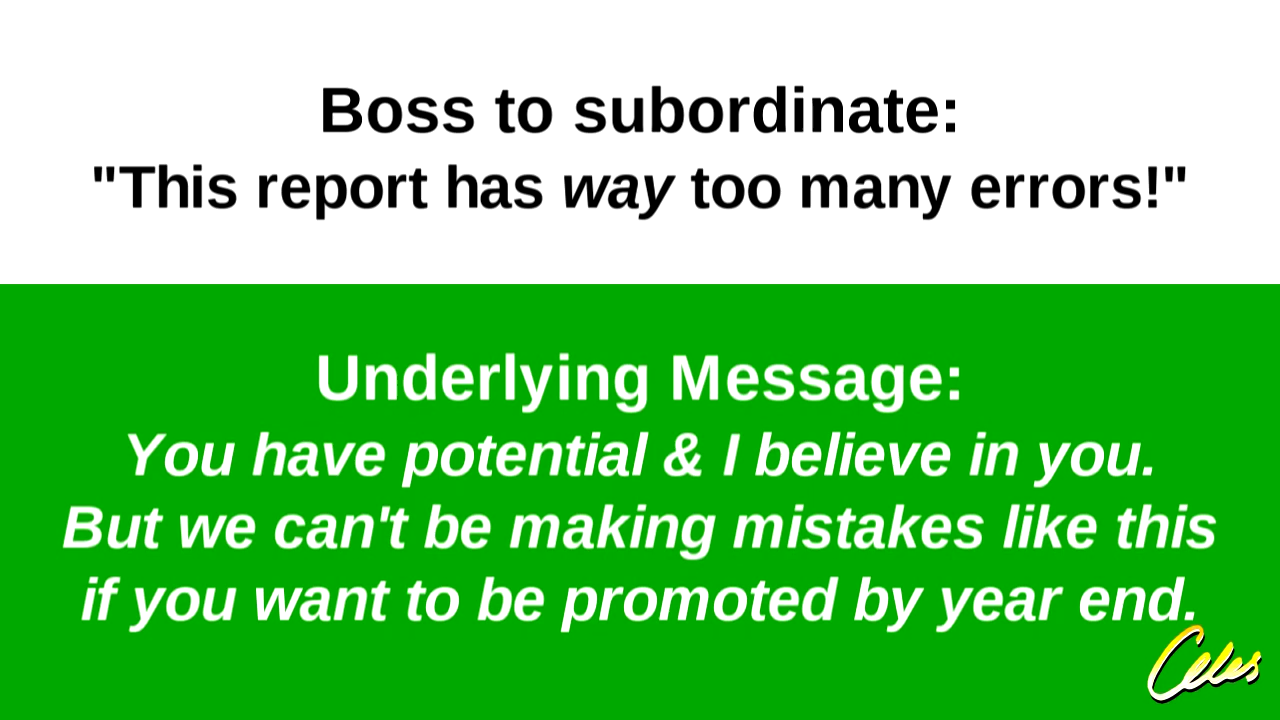 Boss to subordinate:
"This report has way too many errors!"
Underlying Message:
You have potential & I believe in you.
But we can't be making mistakes like this
if you want to be promoted by year end.
Celes